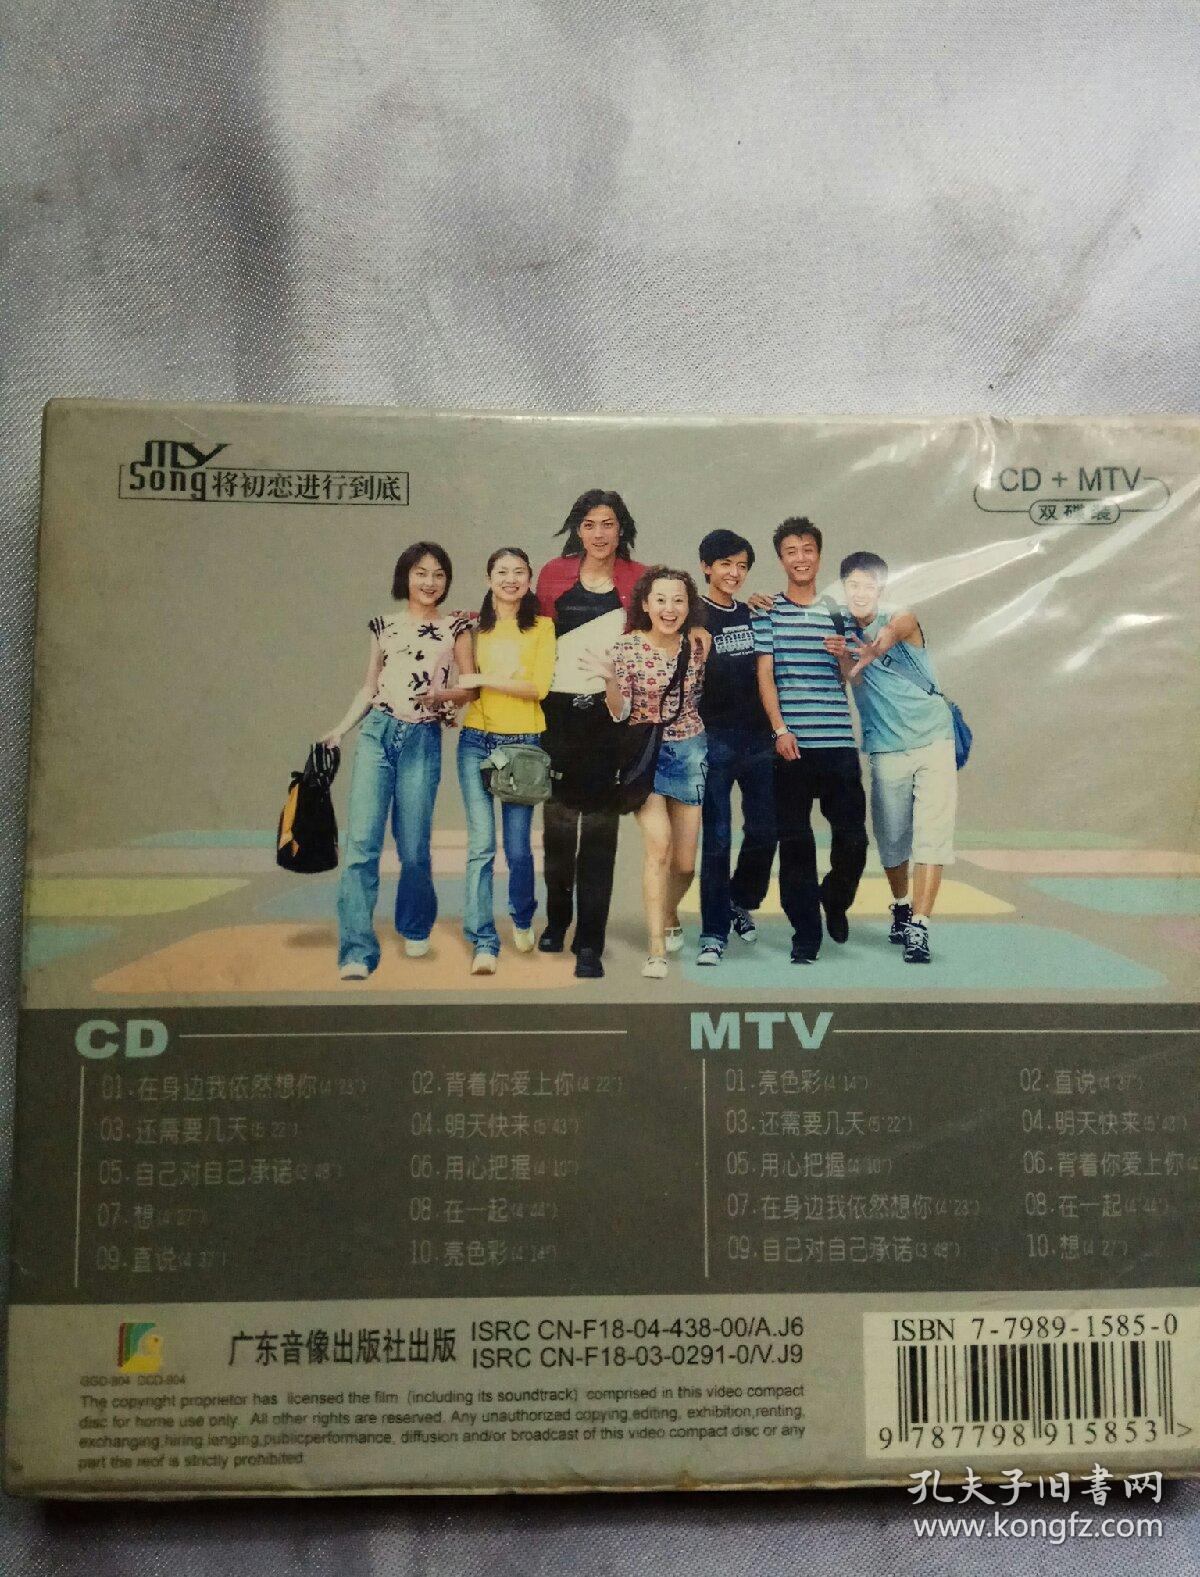 My
Song 将初恋进行到底
CD + MTV
双碟装
CD
01.在身边我依然想你(4'23") 02.背着你爱上你(4'22")
03.还需要几天(5'22") 04.明天快来(5'43")
05.自己对自己承诺(3'48") 06.用心把握(4'10")
07.想(4'27") 08.在一起(4'44")
09.直说(4'37") 10.亮色彩(4'14")
MTV
01.亮色彩(4'14") 02.直说(4'37")
03.还需要几天(5'22") 04.明天快来(5'43")
05.用心把握(4'10") 06.背着你爱上你(4
07.在身边我依然想你(4'23") 08.在一起(4'44")
09.自己对自己承诺(3'48") 10.想(4'27")
广东音像出版社出版
ISRC CN-F18-04-438-00/A.J6
ISRC CN-F18-03-0291-0/V.J9
The copyright proprietor has licensed the film (including its soundtrack) comprised in this video compact
disc for home use only. All other rights are reserved. Any unauthorized copying,editing, exhibition,renting,
exchanging,hiring,lenging,publicperformance, diffusion and/or broadcast of this video compact disc or any
part the reof is strictly prohibited.
ISBN 7-7989-1585-0
9 787798 915853 >
孔夫子旧书网
www.kongfz.com